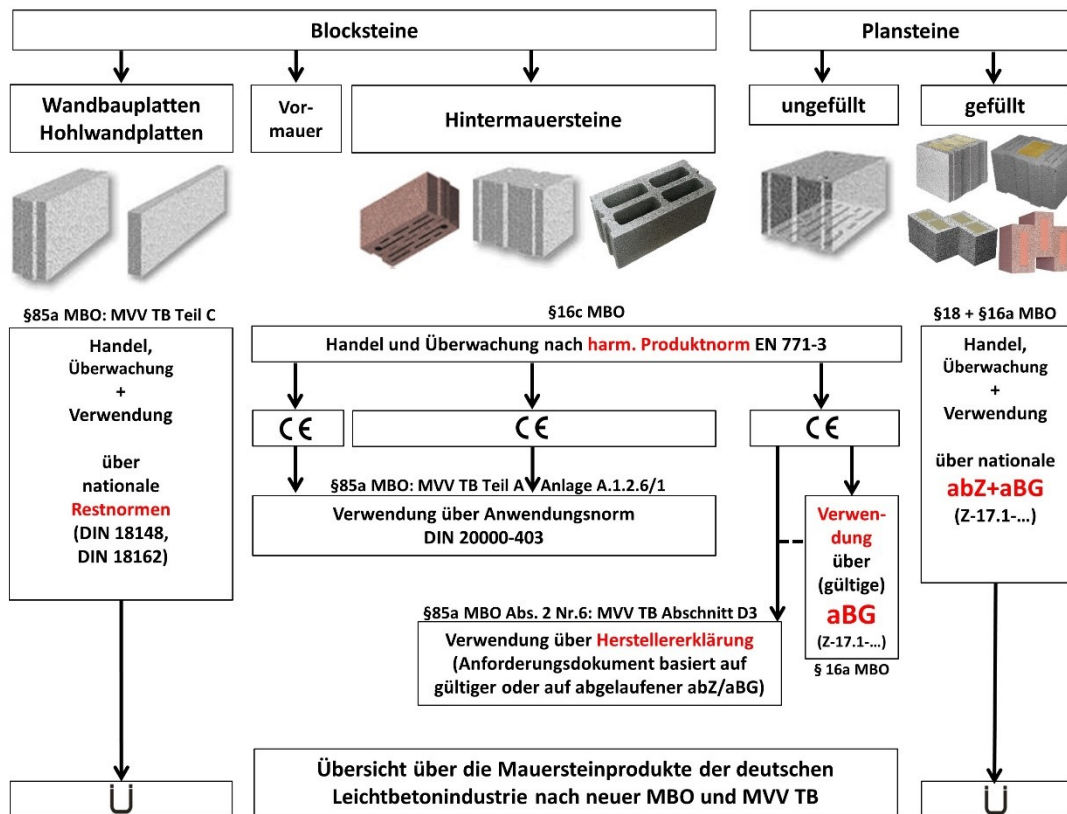 Blocksteine
Plansteine
Wandbauplatten
Hohlwandplatten
Vor-
mauer
Hintermauersteine
ungefüllt
gefüllt
§85a MBO: MVV TB Teil C
Handel,
Überwachung
+
Verwendung
über
nationale
Restnormen
(DIN 18148,
DIN 18162)
§16c MBO
Handel und Überwachung nach harm. Produktnorm EN 771-3
CE
CE
CE
§85a MBO: MVV TB Teil A Anlage A.1.2.6/1
Verwendung über Anwendungsnorm
DIN 20000-403
Verwen-
dung
über
(gültige)
aBG
(Z-17.1-...)
§ 16a MBO
§85a MBO Abs. 2 Nr.6: MVV TB Abschnitt D3
Verwendung über Herstellererklärung
(Anforderungsdokument basiert auf
gültiger oder auf abgelaufener abZ/aBG)
§18 + §16a MBO
Handel,
Überwachung
+
Verwendung
über nationale
abZ+aBG
(Z-17.1-...)
Ü
Übersicht über die Mauersteinprodukte der deutschen
Leichtbetonindustrie nach neuer MBO und MVV TB
Ü